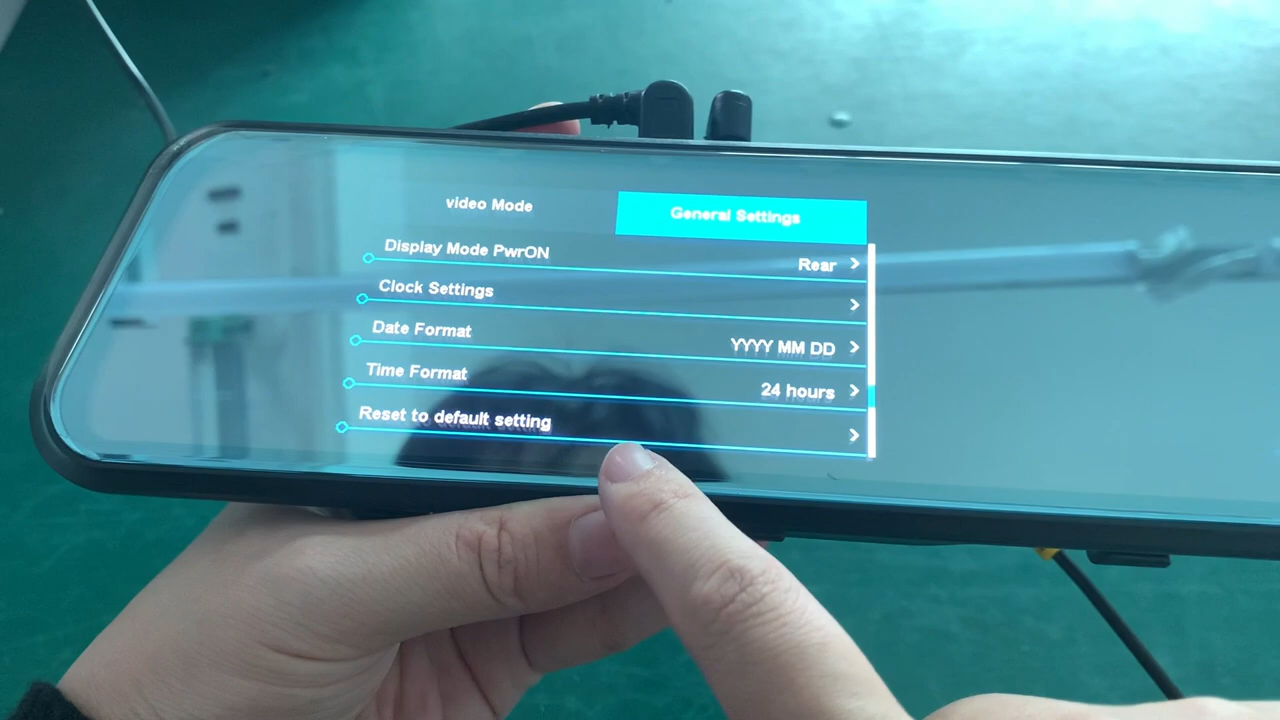 video Mode
General Settings
Display Mode PwrON
Rear >
Clock Settings
>
Date Format
YYYY MM DD >
Time Format
24 hours >
Reset to default setting
>